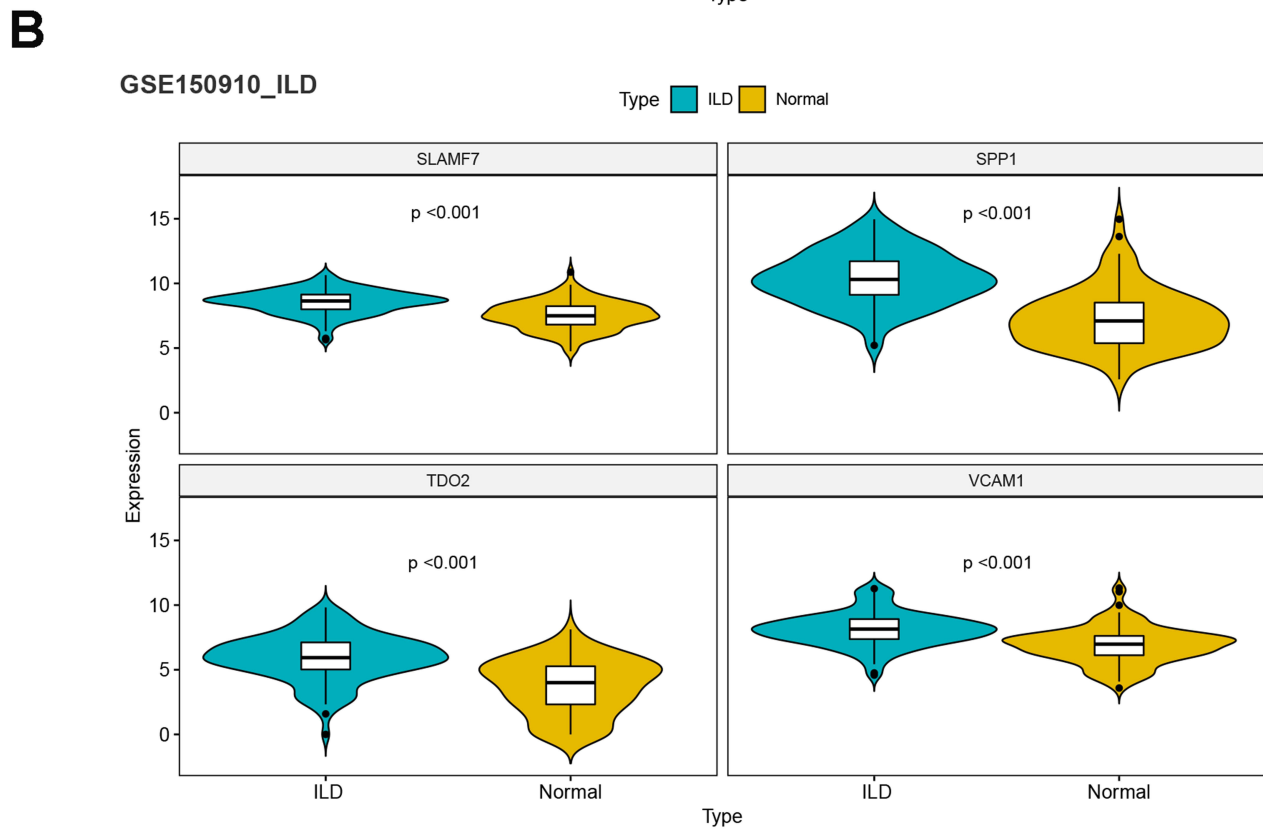 B
GSE150910_ILD
Type ILD Normal
SLAMF7 SPP1
p <0.001 p <0.001
15
10
5
0
Expression
TDO2 VCAM1
p <0.001 p <0.001
15
10
5
0
ILD Normal ILD Normal
Type